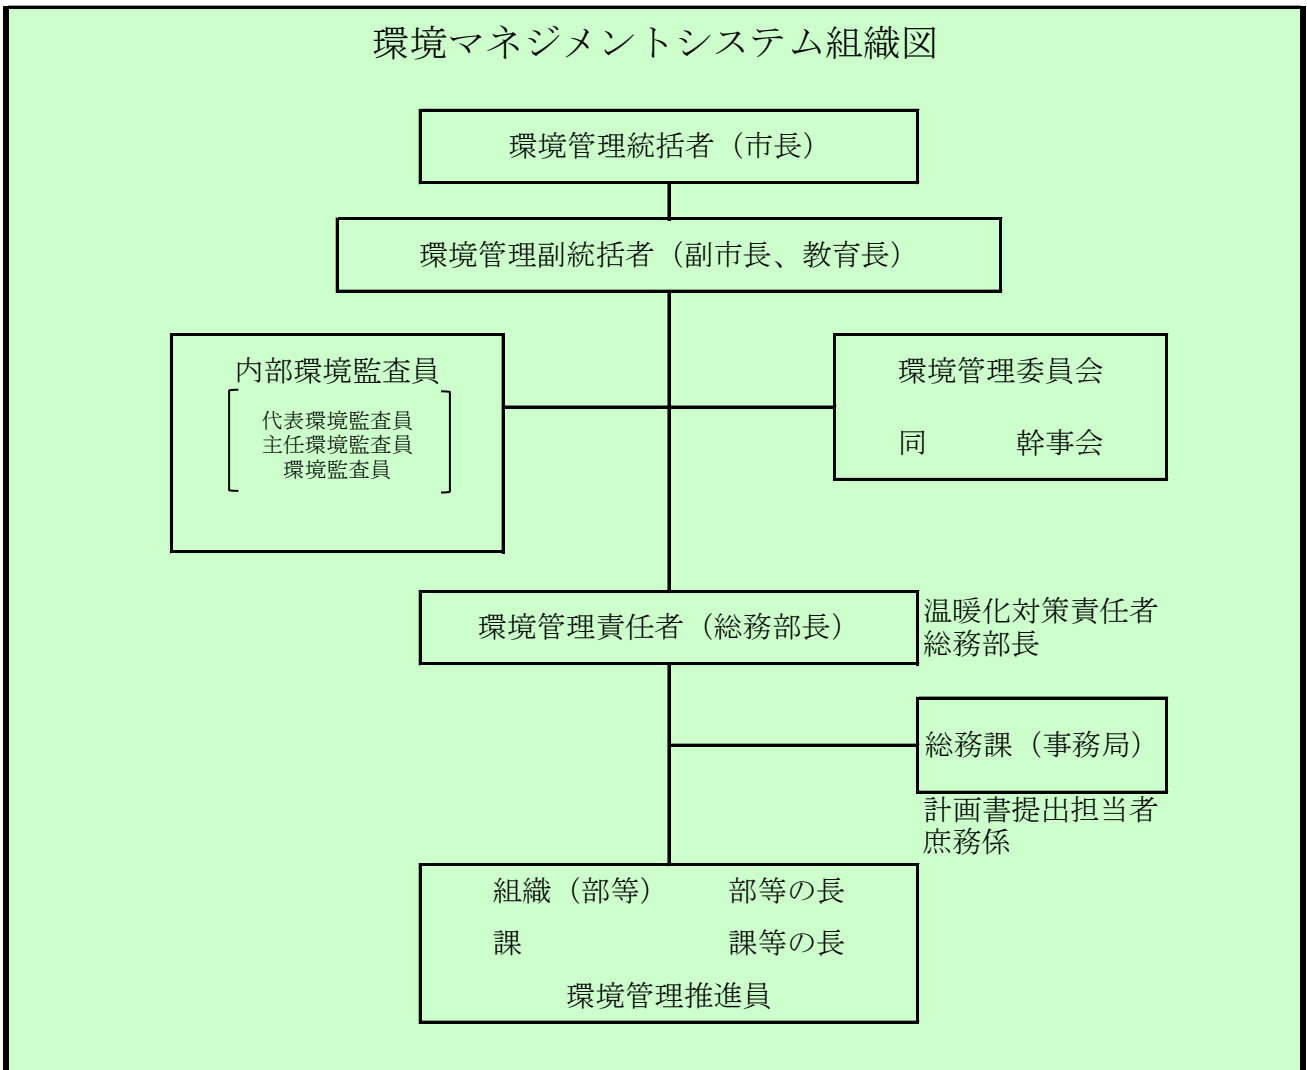 環境マネジメントシステム組織図
環境管理統括者（市長）
環境管理副統括者（副市長、教育長）
内部環境監査員
代表環境監査員
主任環境監査員
環境監査員
環境管理委員会
同　　　幹事会
環境管理責任者（総務部長）
温暖化対策責任者
総務部長
総務課（事務局）
計画書提出担当者
庶務係
組織（部等）　　部等の長
課　　　　　　　課等の長
環境管理推進員